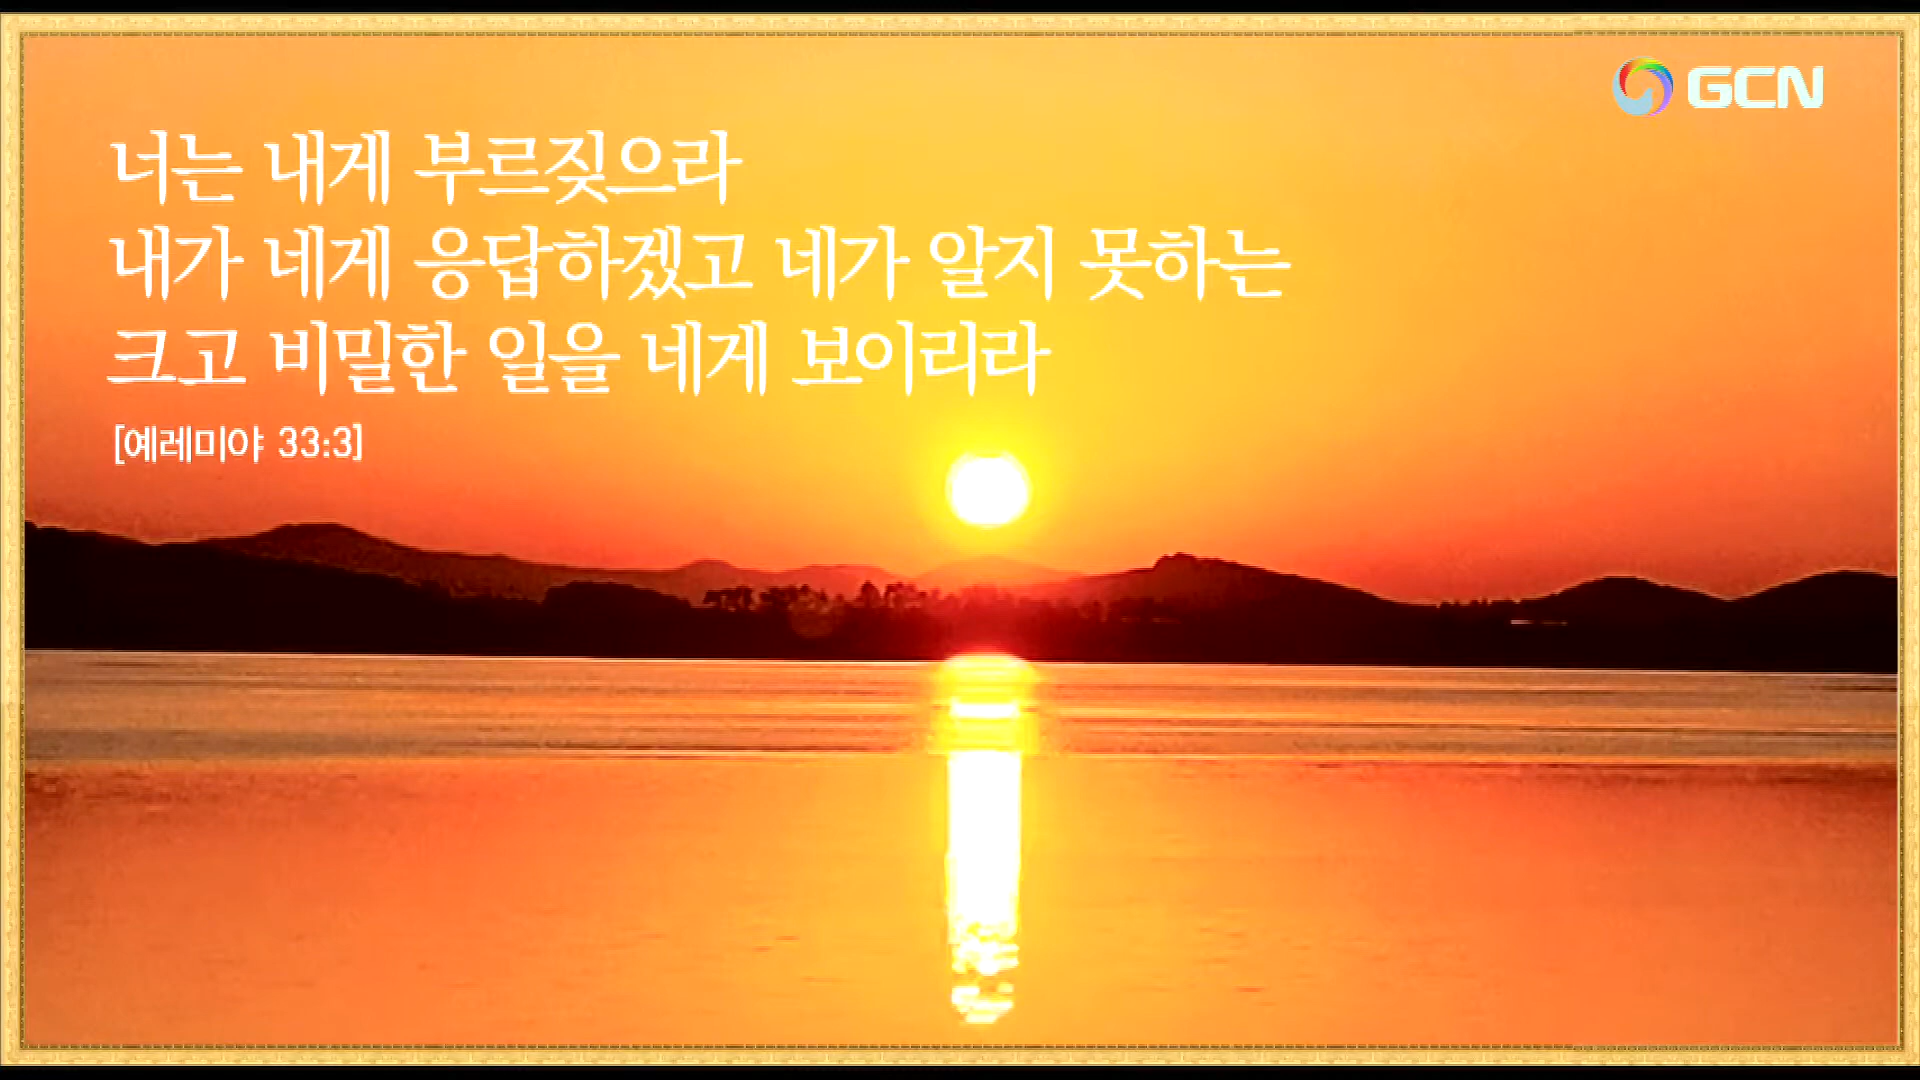 GCN
너는 내게 부르짖으라
내가 네게 응답하겠고 네가 알지 못하는
크고 비밀한 일을 네게 보이리라
[예레미야 33:3]